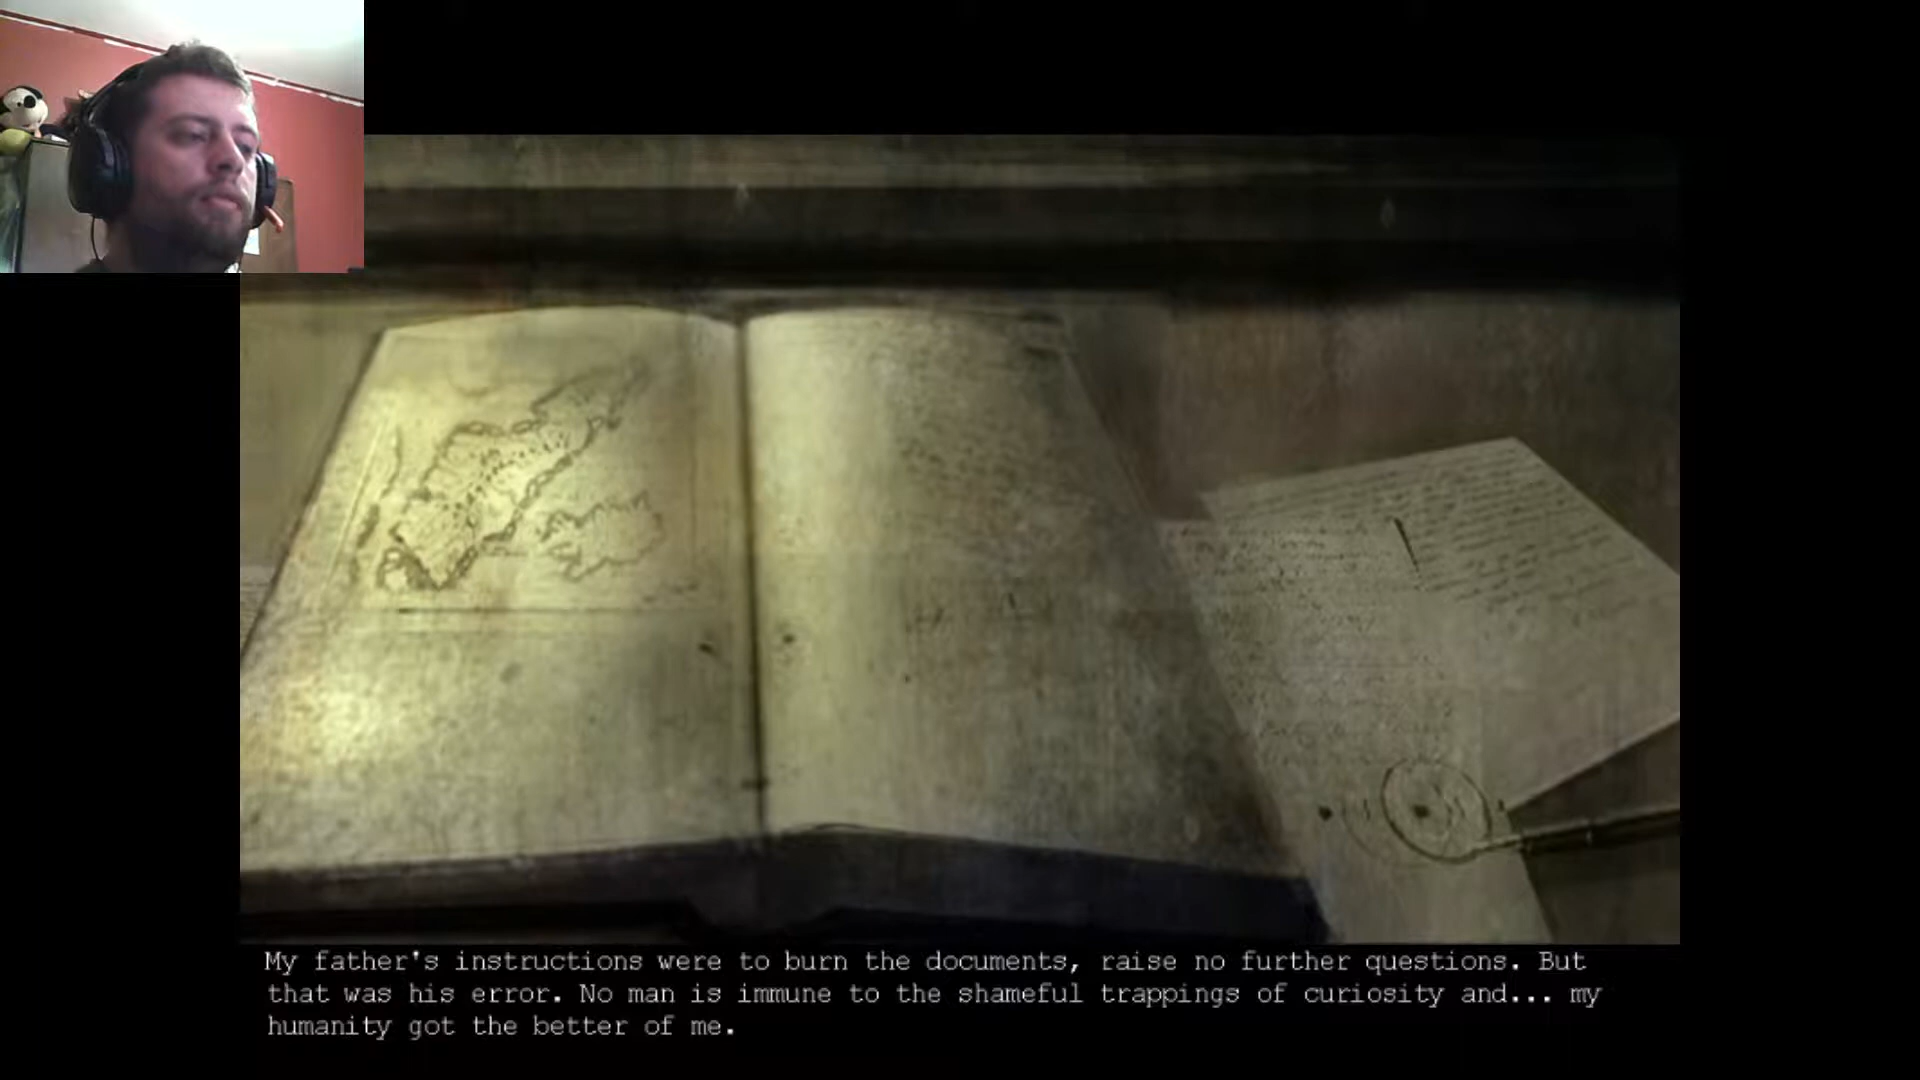 My father's instructions were to burn the documents, raise no further questions. But
that was his error. No man is immune to the shameful trappings of curiosity and... my
humanity got the better of me.